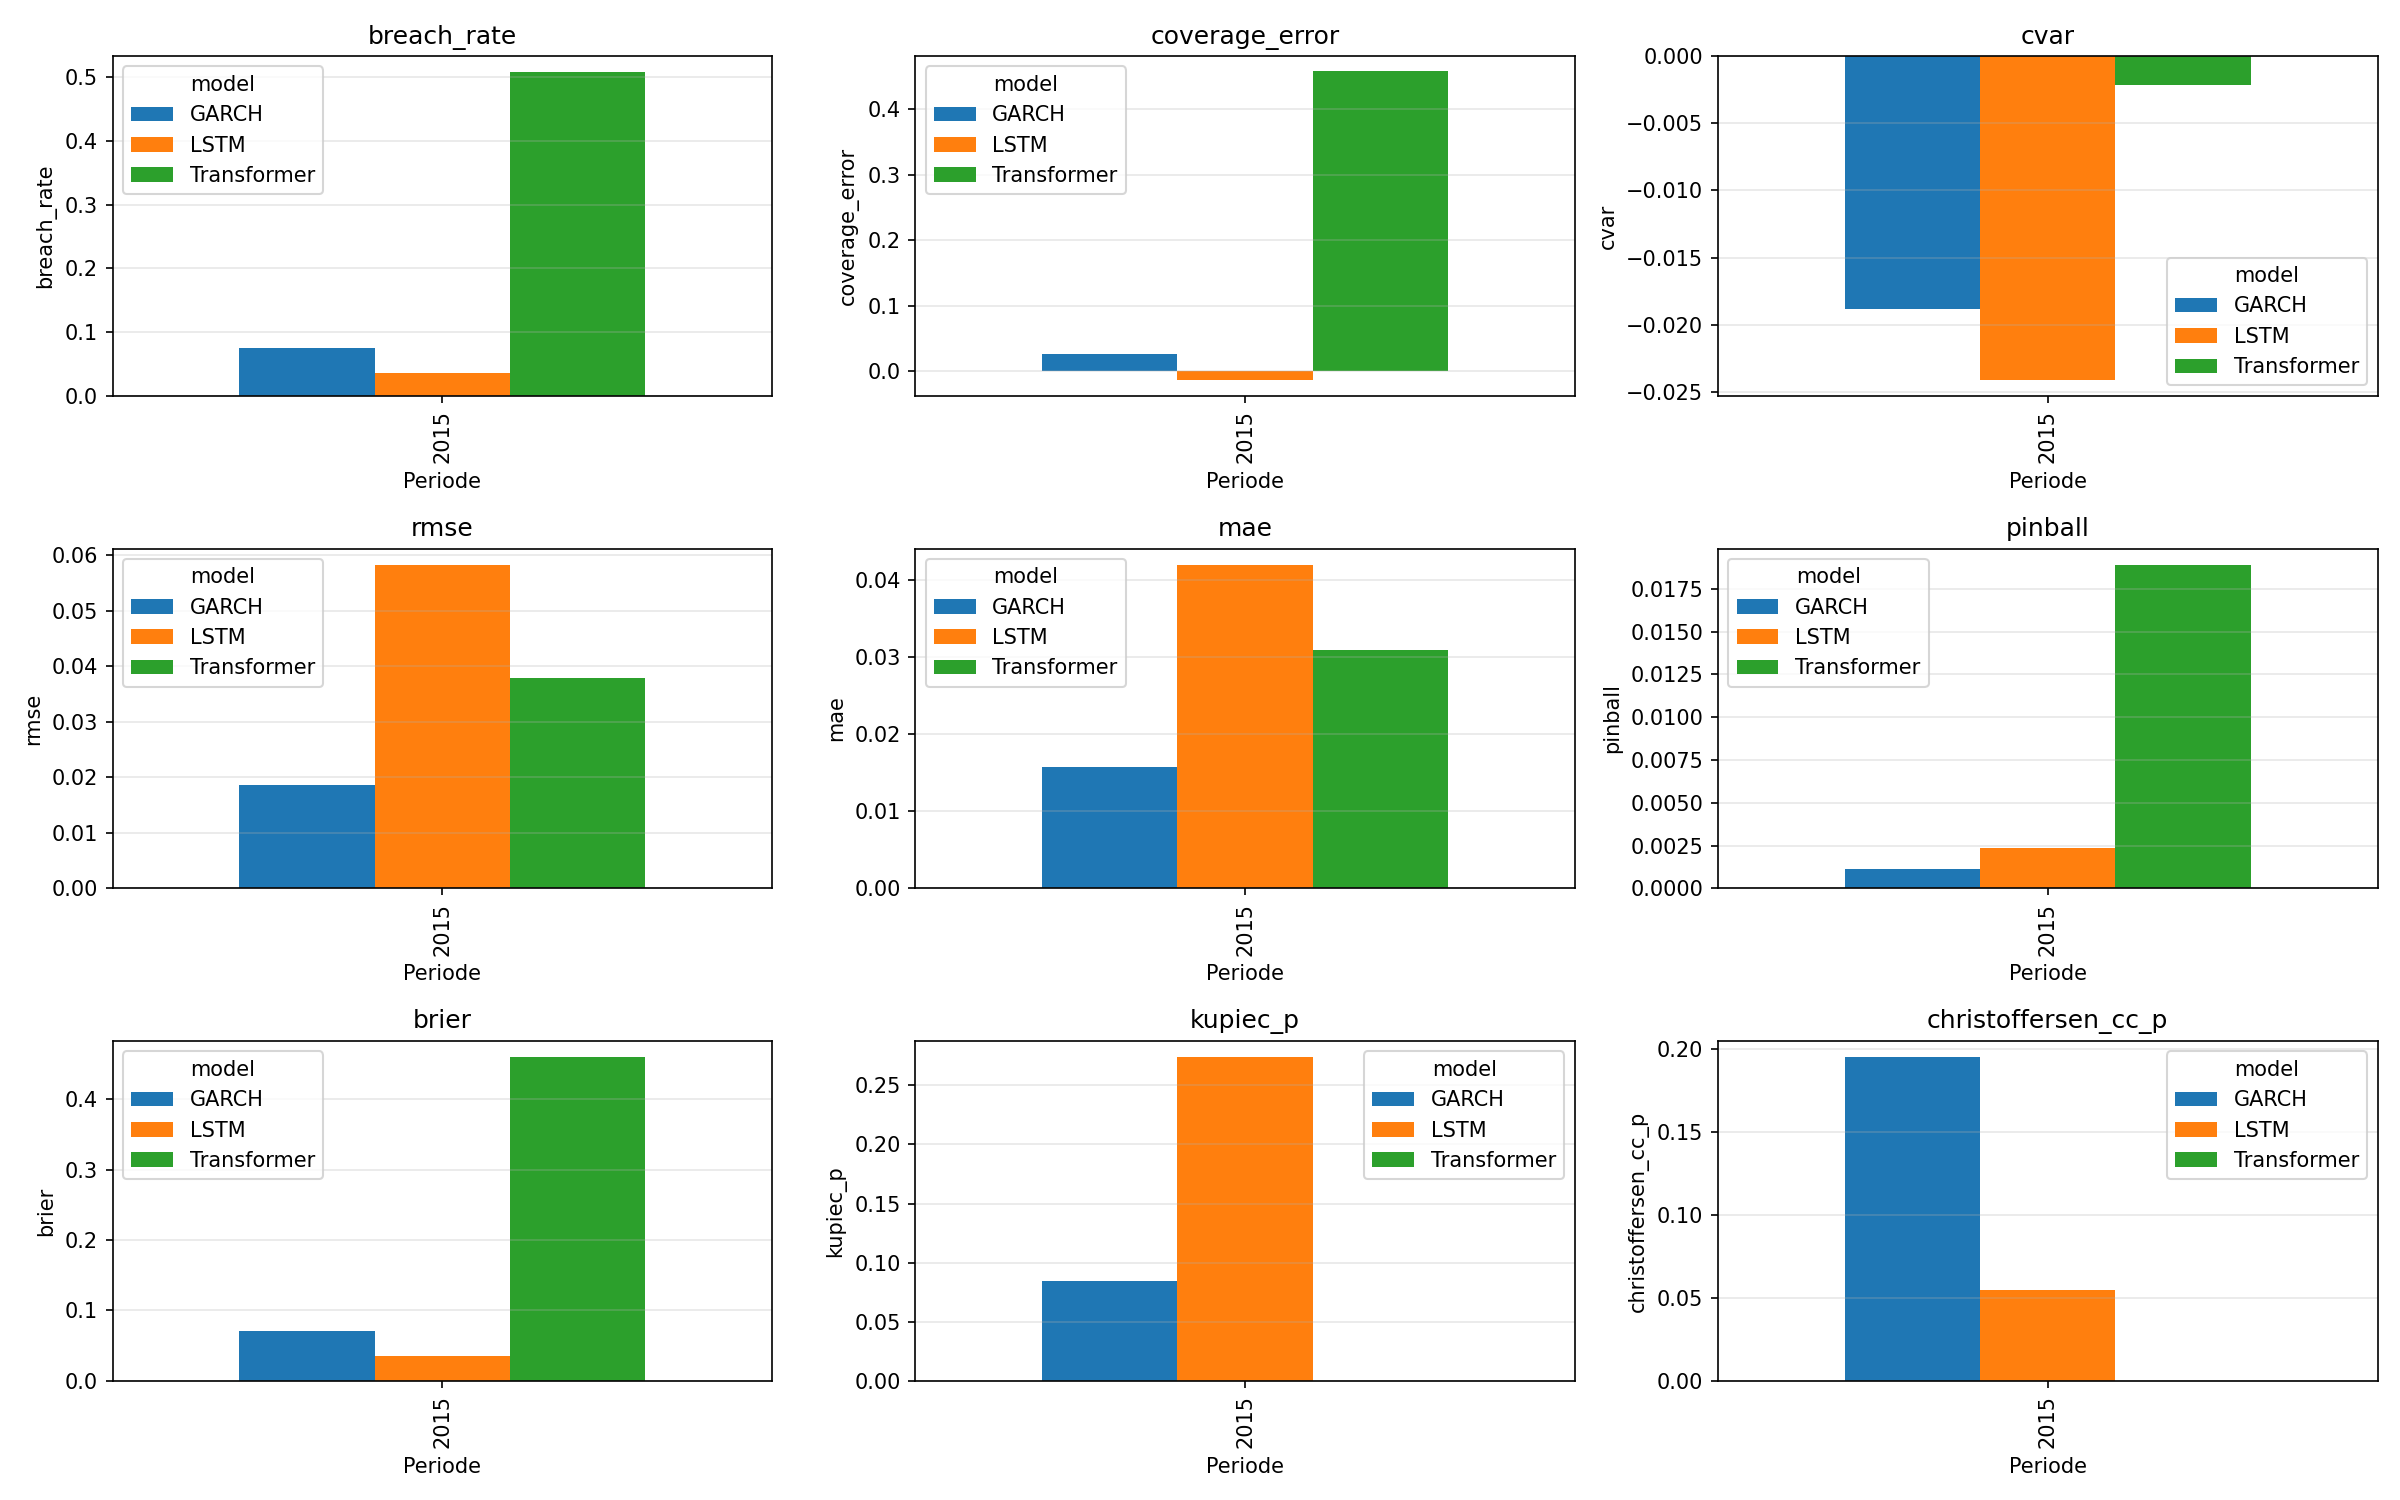 breach_rate
breach_rate
0.5
0.4
0.3
0.2
0.1
0.0
model
GARCH
LSTM
Transformer
2015
Periode
coverage_error
coverage_error
0.4
0.3
0.2
0.1
0.0
model
GARCH
LSTM
Transformer
2015
Periode
cvar
cvar
0.000
−0.005
−0.010
−0.015
−0.020
−0.025
model
GARCH
LSTM
Transformer
2015
Periode
rmse
rmse
0.06
0.05
0.04
0.03
0.02
0.01
0.00
model
GARCH
LSTM
Transformer
2015
Periode
mae
mae
0.04
0.03
0.02
0.01
0.00
model
GARCH
LSTM
Transformer
2015
Periode
pinball
pinball
0.0175
0.0150
0.0125
0.0100
0.0075
0.0050
0.0025
0.0000
model
GARCH
LSTM
Transformer
2015
Periode
brier
brier
0.4
0.3
0.2
0.1
0.0
model
GARCH
LSTM
Transformer
2015
Periode
kupiec_p
kupiec_p
0.25
0.20
0.15
0.10
0.05
0.00
model
GARCH
LSTM
Transformer
2015
Periode
christoffersen_cc_p
christoffersen_cc_p
0.20
0.15
0.10
0.05
0.00
model
GARCH
LSTM
Transformer
2015
Periode